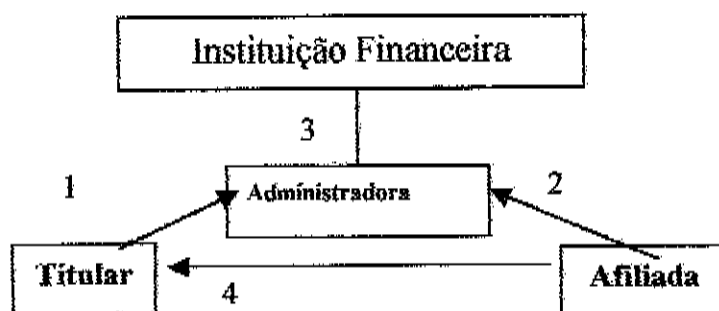 Instituição Financeira
3
1
Administradora
2
Titular
4
Afiliada